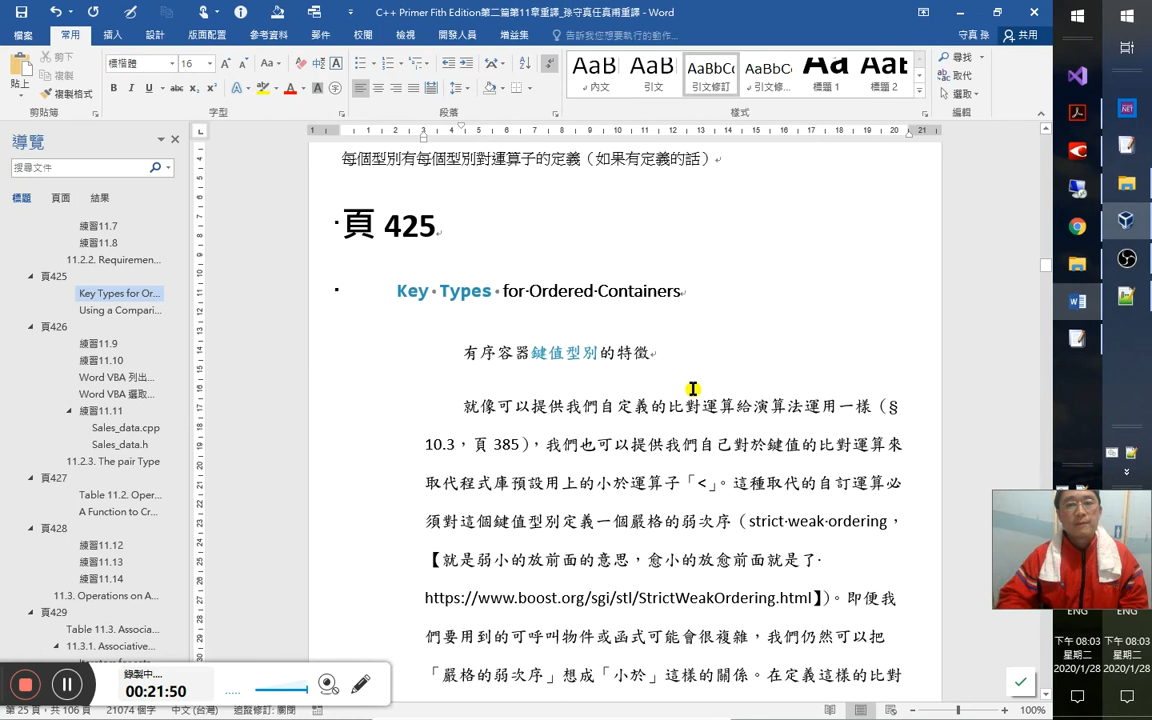 C++ Primer Fith Edition第二篇第11章重譯_孫守真任真甫重譯 - Word
檔案 常用 插入 設計 版面配置 參考資料 郵件 校閱 檢視 開發人員 增益集 告訴我您想要執行的動作... 守真 孫 共用
貼上 剪下 複製 複製格式
標楷體 16
AaBb AaBb AaBbCc AaBbC AaBb AaBb
內文 引文 引文修訂 引文修... 標題 1 標題 2
尋找 取代 選取
剪貼簿 字型 段落 樣式 編輯
導覽
搜尋文件
標題 頁面 結果
練習11.7
練習11.8
11.2.2. Requiremen...
頁425
Key Types for Or...
Using a Compari...
頁426
練習11.9
練習11.10
Word VBA 列出...
Word VBA 選取...
練習11.11
Sales_data.cpp
Sales_data.h
11.2.3. The pair Type
頁427
Table 11.2. Oper...
A Function to Cr...
頁428
練習11.12
練習11.13
練習11.14
11.3. Operations on A...
頁429
Table 11.3. Associa...
11.3.1. Associative
每個型別有每個型別對運算子的定義（如果有定義的話）
頁 425
Key Types for Ordered Containers
有序容器鍵值型別的特徵
就像可以提供我們自定義的比對運算給演算法運用一樣（§
10.3，頁 385），我們也可以提供我們自己對於鍵值的比對運算來
取代程式庫預設用上的小於運算子「<」。這種取代的自訂運算必
須對這個鍵值型別定義一個嚴格的弱次序（strict weak ordering，
【就是弱小的放前面的意思，愈小的放愈前面就是了
https://www.boost.org/sgi/stl/StrictWeakOrdering.html】）。即便我
們要用到的可呼叫物件或函式可能會很複雜，我們仍然可以把
「嚴格的弱次序」想成「小於」這樣的關係。在定義這樣的比對
錄製中...
00:21:50
第 25 頁，共 106 頁 21074 個字 中文 (台灣) 追蹤修訂: 關閉 100%
ENG ENG
下午 08:03 下午 08:03
星期二 星期二
2020/1/28 2020/1/28